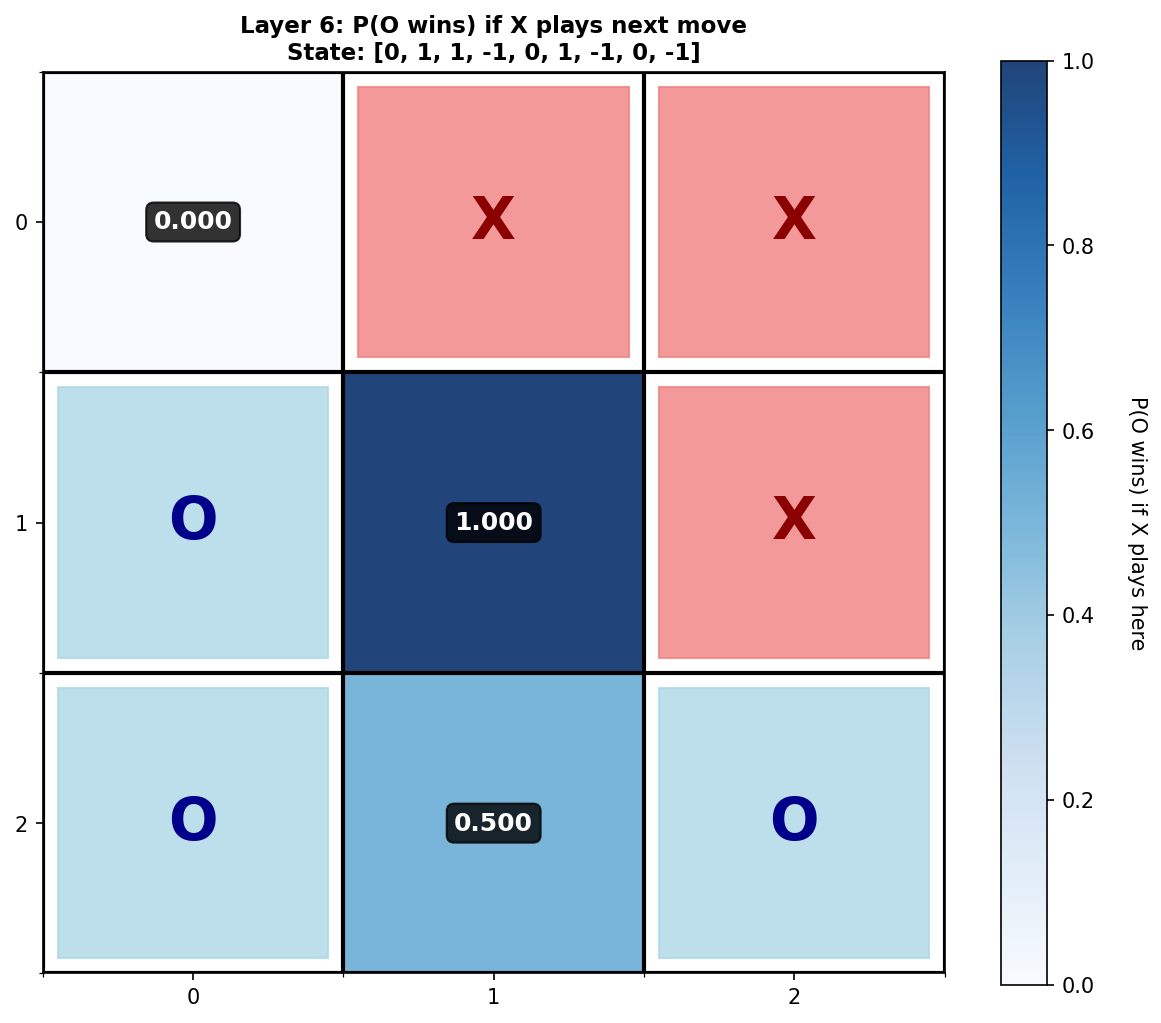 Layer 6: P(O wins) if X plays next move
State: [0, 1, 1, -1, 0, 1, -1, 0, -1]
0
0.000
X
X
1
O
1.000
X
2
O
0.500
O
0
1
2
1.0
0.8
0.6
0.4
0.2
0.0
P(O wins) if X plays here